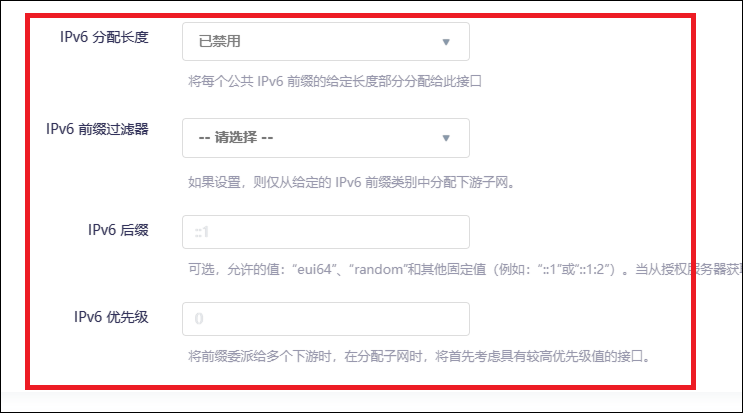 IPv6 分配长度
已禁用
将每个公共 IPv6 前缀的给定长度部分分配给此接口
IPv6 前缀过滤器
-- 请选择 --
如果设置，则仅从给定的 IPv6 前缀类别中分配下游子网。
IPv6 后缀
::1
可选，允许的值：“eui64”、“random”和其他固定值（例如：“::1”或“::1:2”）。当从授权服务器获
IPv6 优先级
0
将前缀委派给多个下游时，在分配子网时，将首先考虑具有较高优先级值的接口。